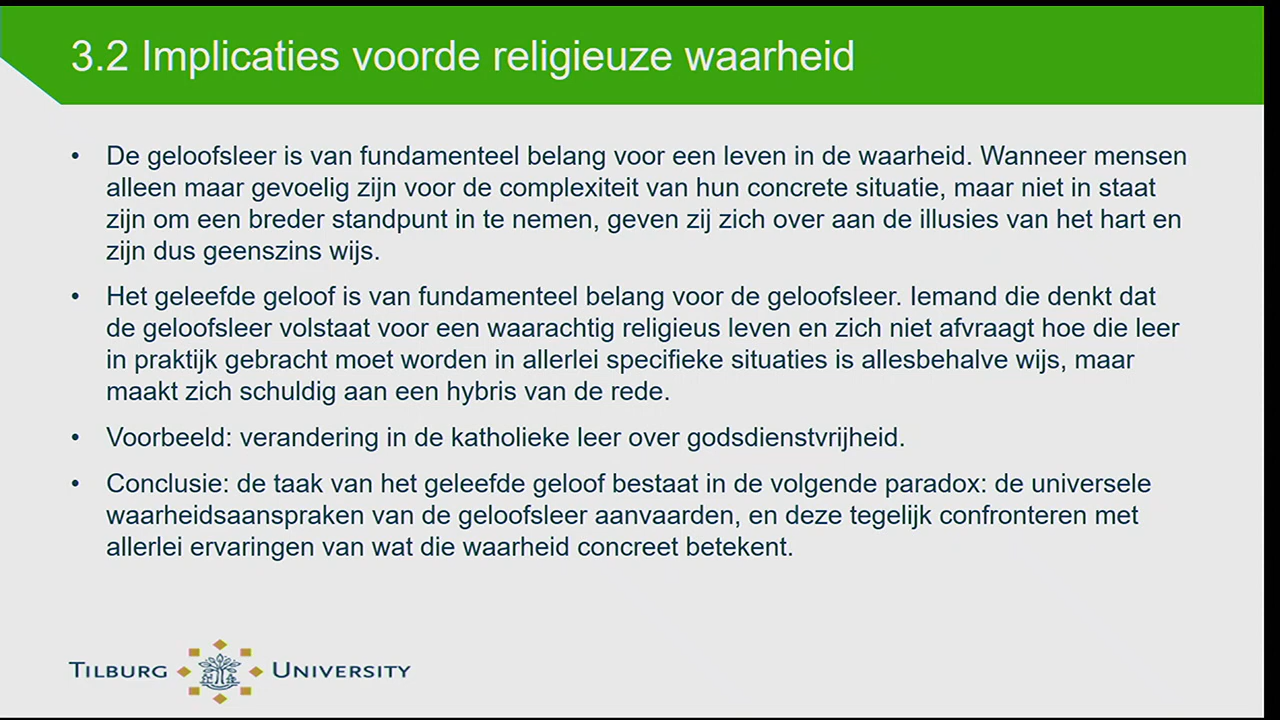 3.2 Implicaties voorde religieuze waarheid
• De geloofsleer is van fundamenteel belang voor een leven in de waarheid. Wanneer mensen
alleen maar gevoelig zijn voor de complexiteit van hun concrete situatie, maar niet in staat
zijn om een breder standpunt in te nemen, geven zij zich over aan de illusies van het hart en
zijn dus geenszins wijs.
• Het geleefde geloof is van fundamenteel belang voor de geloofsleer. Iemand die denkt dat
de geloofsleer volstaat voor een waarachtig religieus leven en zich niet afvraagt hoe die leer
in praktijk gebracht moet worden in allerlei specifieke situaties is allesbehalve wijs, maar
maakt zich schuldig aan een hybris van de rede.
• Voorbeeld: verandering in de katholieke leer over godsdienstvrijheid.
• Conclusie: de taak van het geleefde geloof bestaat in de volgende paradox: de universele
waarheidsaanspraken van de geloofsleer aanvaarden, en deze tegelijk confronteren met
allerlei ervaringen van wat die waarheid concreet betekent.
TILBURG UNIVERSITY